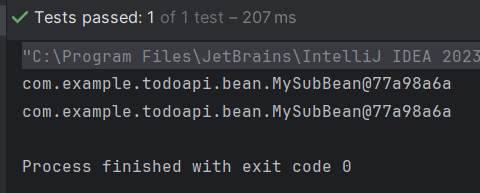 Tests passed: 1 of 1 test – 207 ms
"C:\Program Files\JetBrains\IntelliJ IDEA 2023
com.example.todoapi.bean.MySubBean@77a98a6a
com.example.todoapi.bean.MySubBean@77a98a6a
Process finished with exit code 0